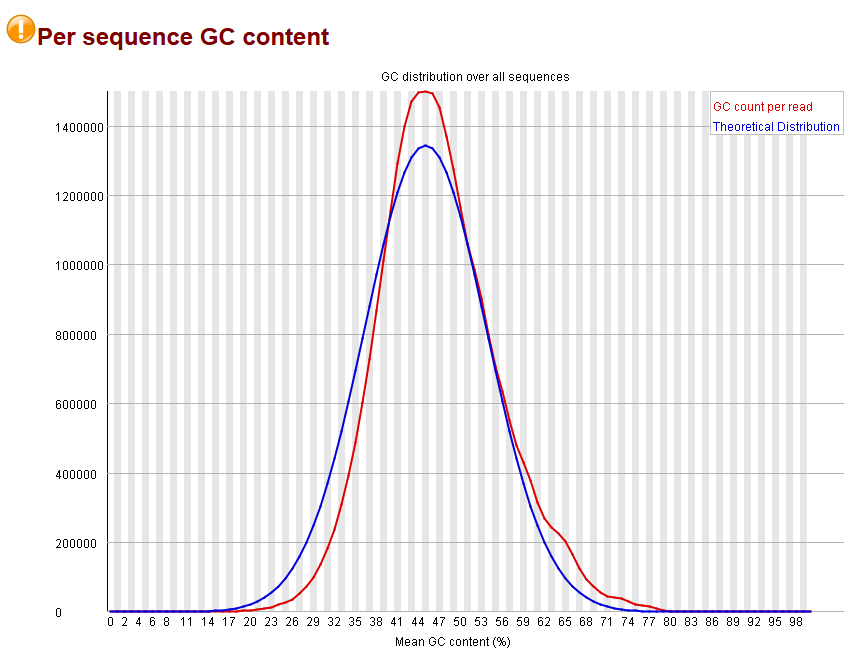 Per sequence GC content
GC distribution over all sequences
GC count per read
Theoretical Distribution
1400000
1200000
1000000
800000
600000
400000
200000
0
0 2 4 6 8 11 14 17 20 23 26 29 32 35 38 41 44 47 50 53 56 59 62 65 68 71 74 77 80 83 86 89 92 95 98
Mean GC content (%)